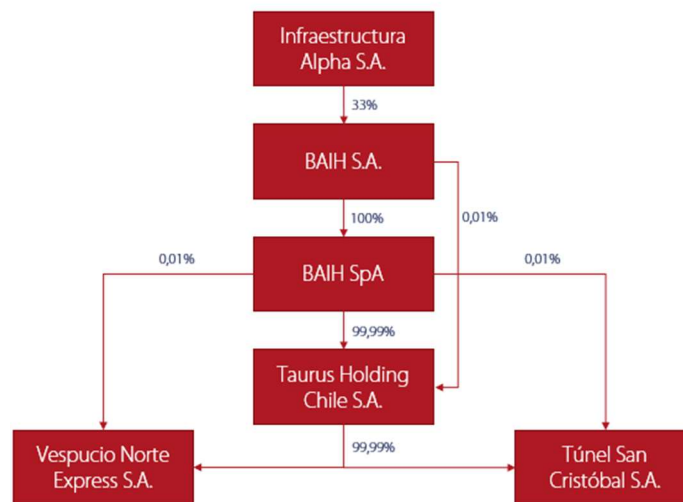 Infraestructura
Alpha S.A.
33%
BAIH S.A.
100%
0,01%
0,01%
BAIH SpA
0,01%
99,99%
Taurus Holding
Chile S.A.
99,99%
Vespucio Norte
Express S.A.
Túnel San
Cristóbal S.A.